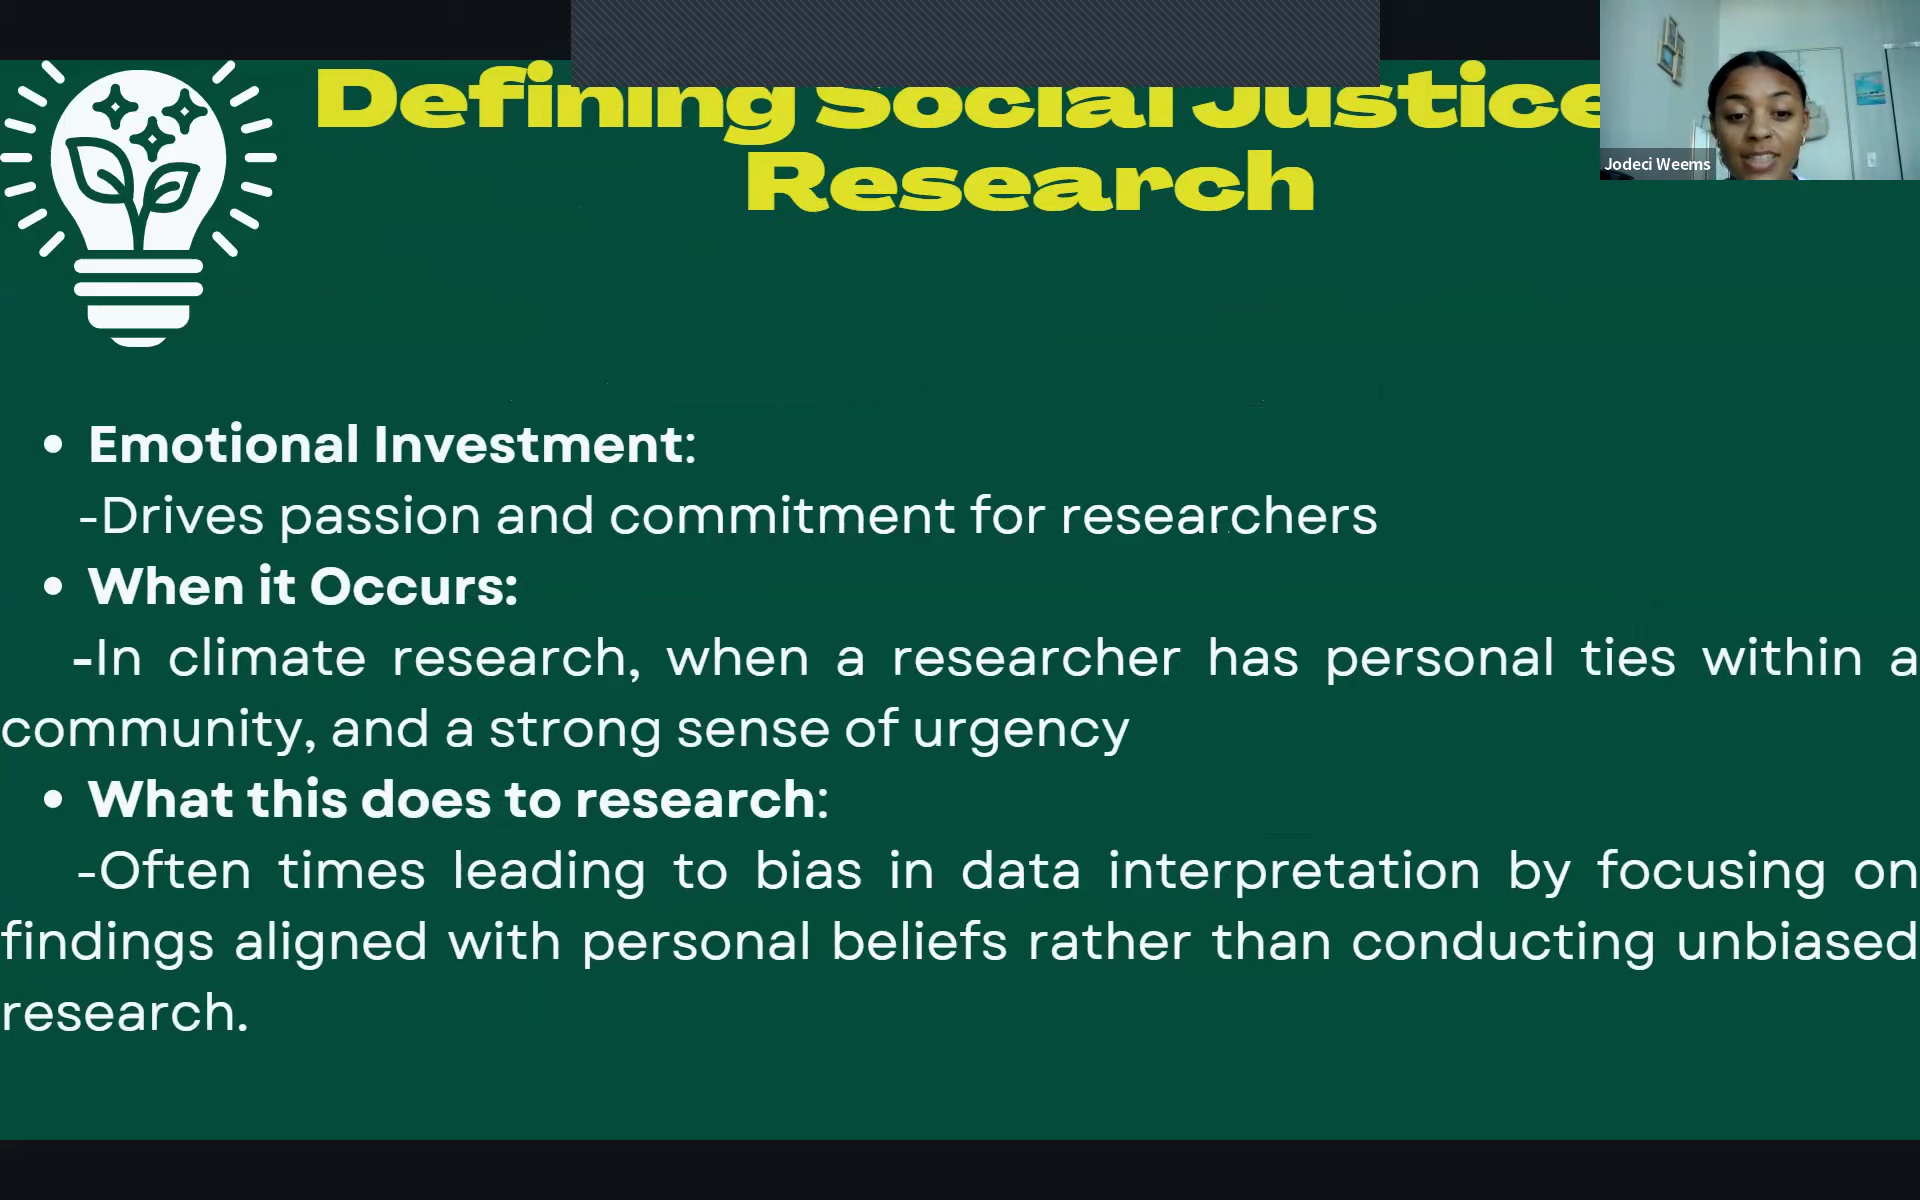 Defining Social Justice
Research
Jodeci Weems
• Emotional Investment:
-Drives passion and commitment for researchers
• When it Occurs:
-In climate research, when a researcher has personal ties within a
community, and a strong sense of urgency
• What this does to research:
-Often times leading to bias in data interpretation by focusing on
findings aligned with personal beliefs rather than conducting unbiased
research.